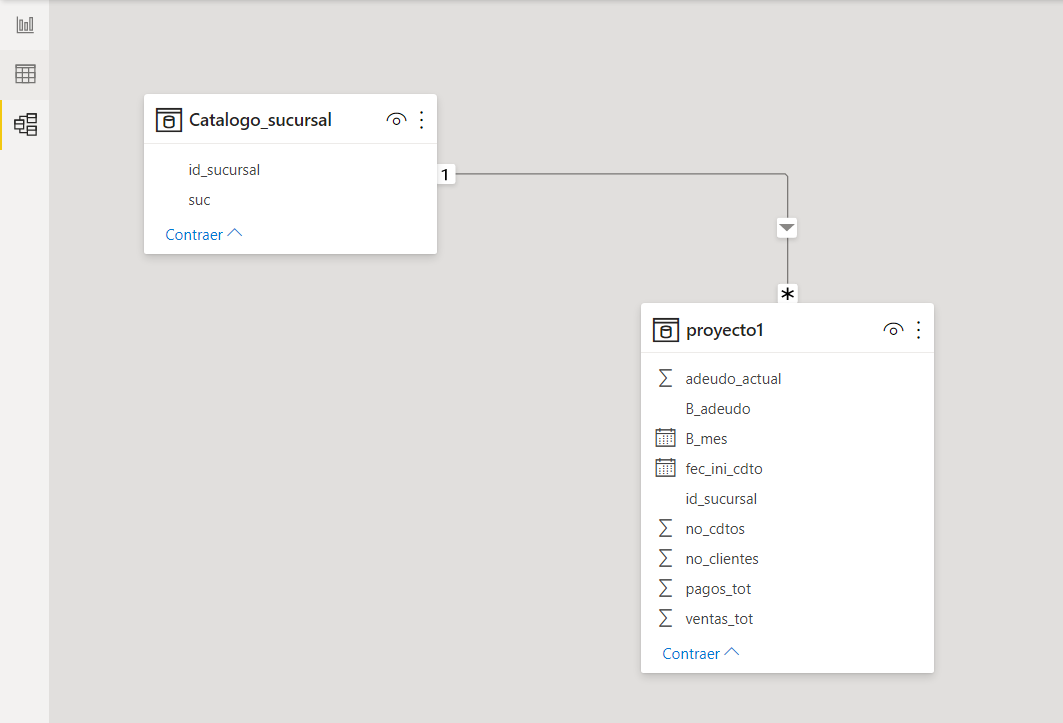 Catalogo_sucursal
id_sucursal
suc
Contraer
1
*
proyecto1
adeudo_actual
B_adeudo
B_mes
fec_ini_cdto
id_sucursal
no_cdtos
no_clientes
pagos_tot
ventas_tot
Contraer